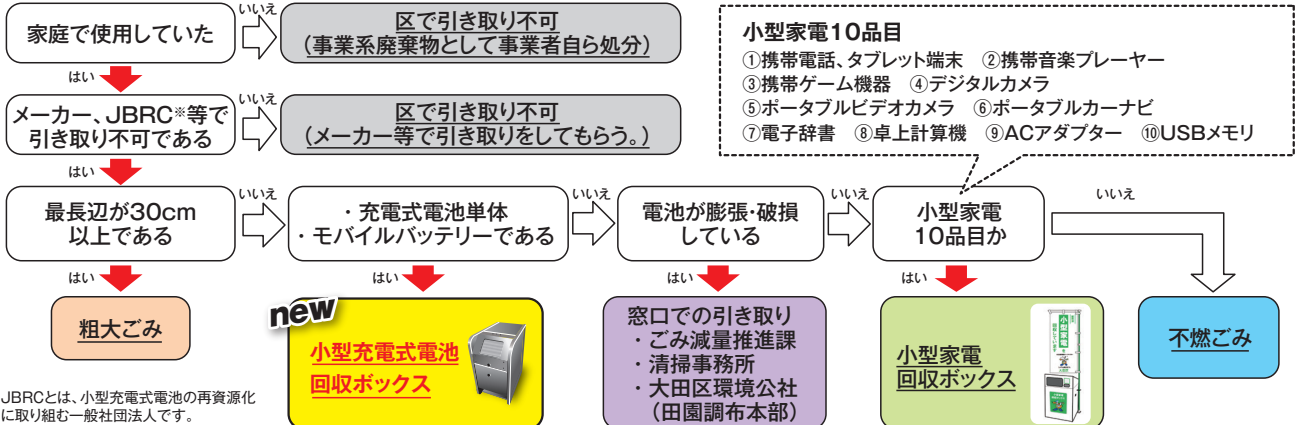 家庭で使用していた
いいえ
区で引き取り不可
(事業系廃棄物として事業者自ら処分)
はい
メーカー、JBRC※等で
引き取り不可である
いいえ
区で引き取り不可
(メーカー等で引き取りをしてもらう。)
はい
小型家電10品目
①携帯電話、タブレット端末 ②携帯音楽プレーヤー
③携帯ゲーム機器 ④デジタルカメラ
⑤ポータブルビデオカメラ ⑥ポータブルカーナビ
⑦電子辞書 ⑧卓上計算機 ⑨ACアダプター ⑩USBメモリ
最長辺が30cm
以上である
いいえ
・充電式電池単体
・モバイルバッテリーである
いいえ
電池が膨張・破損
している
いいえ
小型家電
10品目か
いいえ
はい
はい
はい
はい
粗大ごみ
new
小型充電式電池
回収ボックス
窓口での引き取り
・ごみ減量推進課
・清掃事務所
・大田区環境公社
(田園調布本部)
小型家電
回収ボックス
小型家電
不燃ごみ
JBRCとは、小型充電式電池の再資源化
に取り組む一般社団法人です。